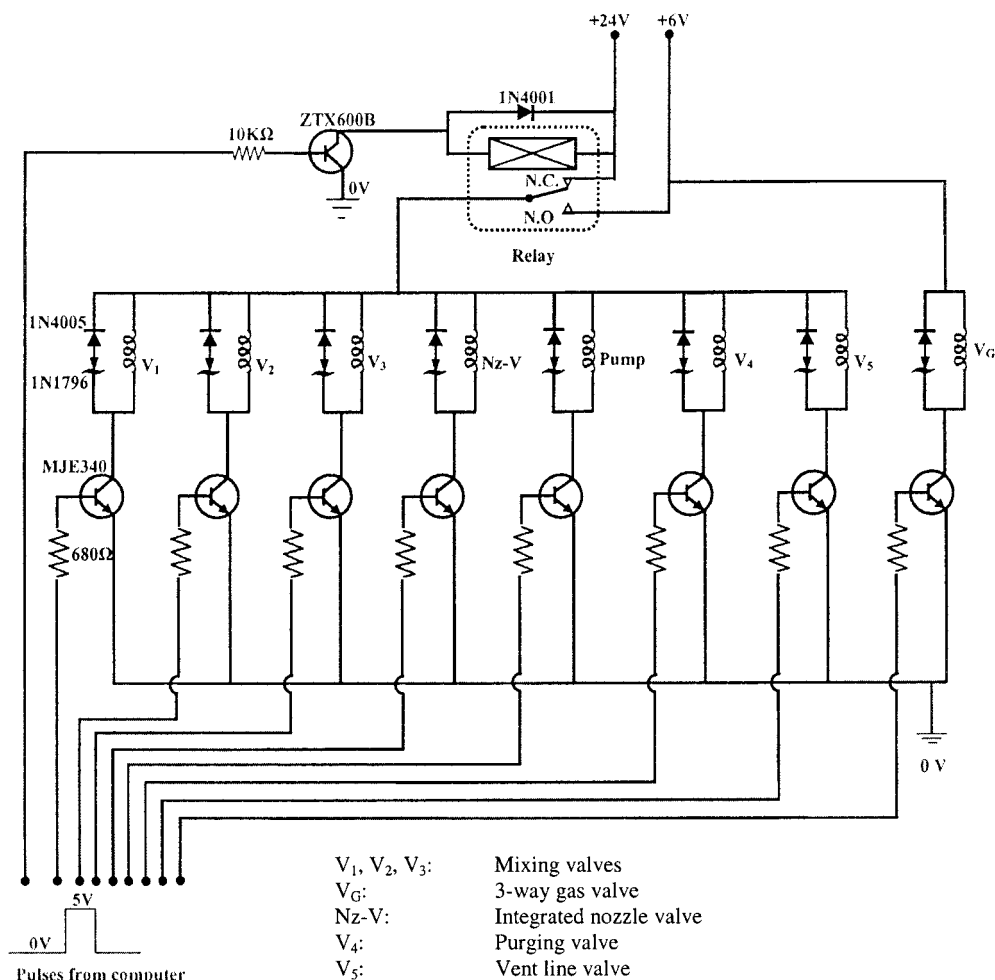 +24V +6V
1N4001
ZTX600B
10KΩ
0V
N.C.
N.O
Relay
1N4005
1N1796
V1 V2 V3 Nz-V Pump V4 V5 VG
MJE340
680Ω
0 V
V1, V2, V3: Mixing valves
VG: 3-way gas valve
Nz-V: Integrated nozzle valve
V4: Purging valve
V5: Vent line valve
5V
0V
Pulses from computer